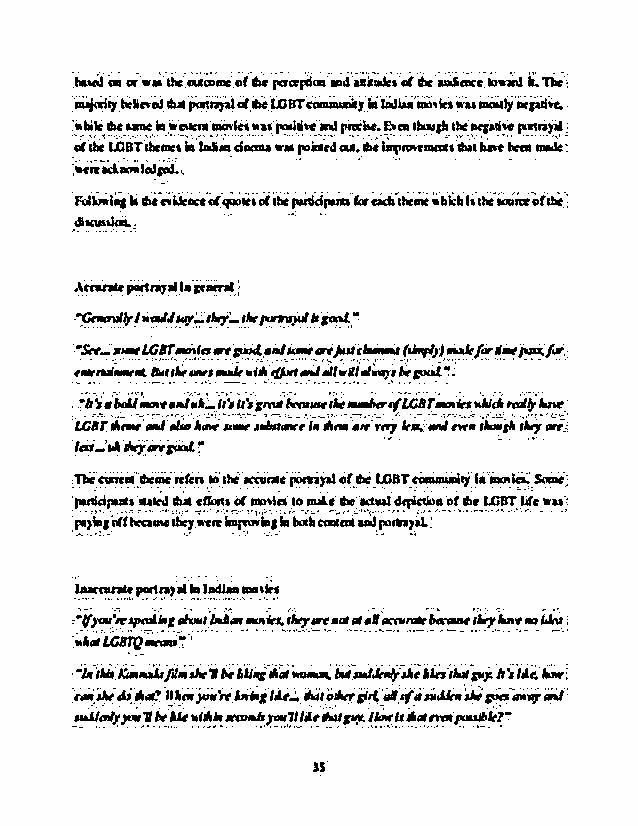 based on or was the outcome of the perception and attitudes of the audience toward it. The
majority believed that portrayal of the LGBT community in Indian movies was mostly negative,
while the same in western movies was positive and precise. Even though the negative portrayal
of the LGBT themes in Indian cinema was pointed out, the improvements that have been made
were acknowledged.
Following is the evidence of quotes of the participants for each theme which is the source of the
discussion.
Accurate portrayal in general
"Generally I would say... they... the portrayal is good."
"See... some LGBT movies are good, and some are just (simply) made for time pass, for
entertainment. But the ones made with effort and all will always be good."
"It's a bold move and uh... it's it's great because the number of LGBT movies which really have
LGBT theme and also have some substance in them are very less, and even though they are
less... uh they are good."
The current theme refers to the accurate portrayal of the LGBT community in movies. Some
participants stated that efforts of movies to make the actual depiction of the LGBT life was
paying off because they were improving in both content and portrayal.
Inaccurate portrayal in Indian movies
"If you're speaking about Indian movies, they are not at all accurate because they have no idea
what LGBTQ means"
"In this Kannada film she'll be liking that woman, but suddenly she likes that guy. It's like, how
can she do that? When you're loving like... that other girl, all of a sudden she goes away and
suddenly you'll be like within seconds you'll like that guy. How is that even possible?"
35